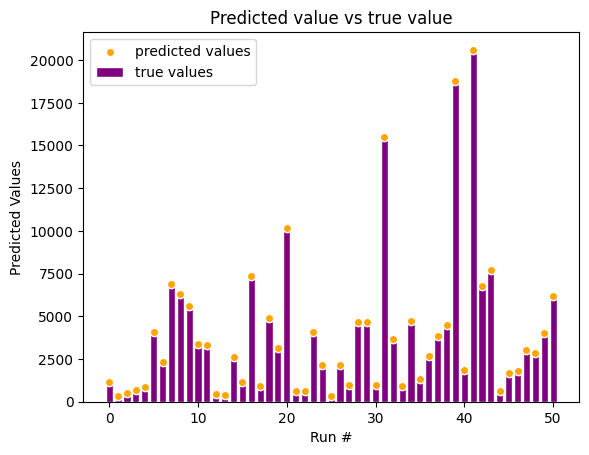 Predicted value vs true value
predicted values
true values
20000
17500
15000
12500
10000
7500
5000
2500
0
Predicted Values
0 10 20 30 40 50
Run #